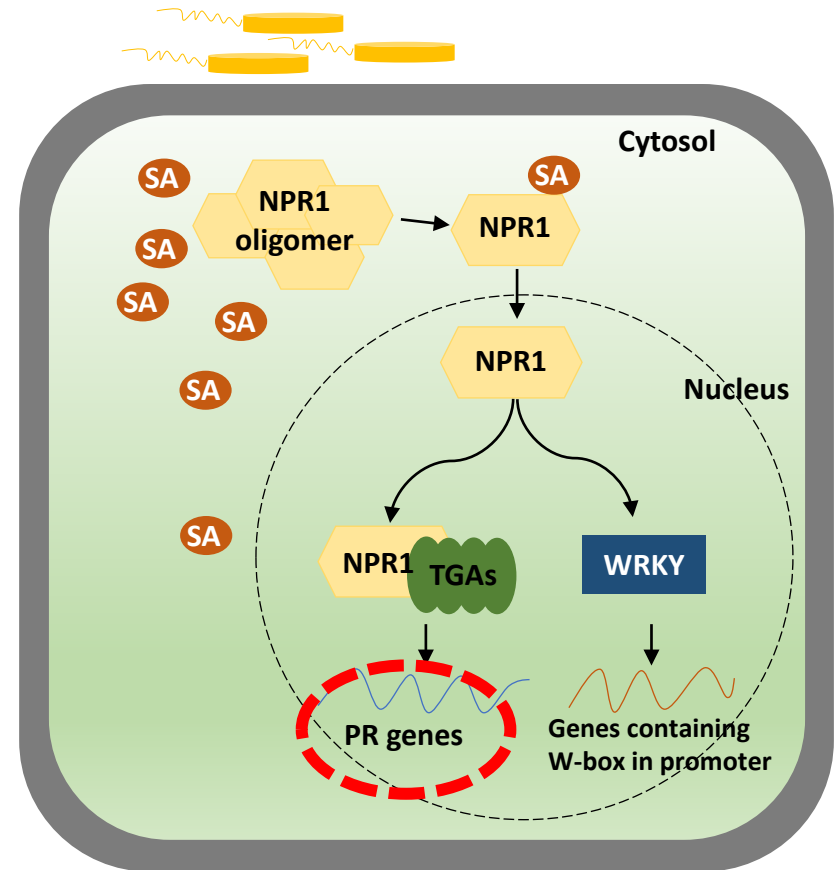 Cytosol
SA
SA
NPR1
oligomer
NPR1
SA
SA
SA
NPR1
SA
Nucleus
SA
NPR1
TGAs
WRKY
PR genes
Genes containing
W-box in promoter